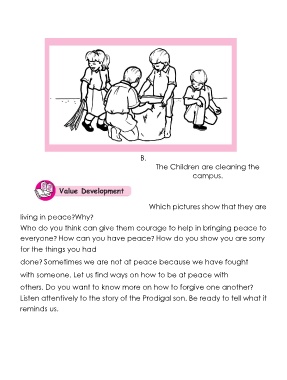 B.
The Children are cleaning the
campus.
Value Development
Which pictures show that they are
living in peace?Why?
Who do you think can give them courage to help in bringing peace to
everyone? How can you have peace? How do you show you are sorry
for the things you had
done? Sometimes we are not at peace because we have fought
with someone. Let us find ways on how to be at peace with
others. Do you want to know more on how to forgive one another?
Listen attentively to the story of the Prodigal son. Be ready to tell what it
reminds us.